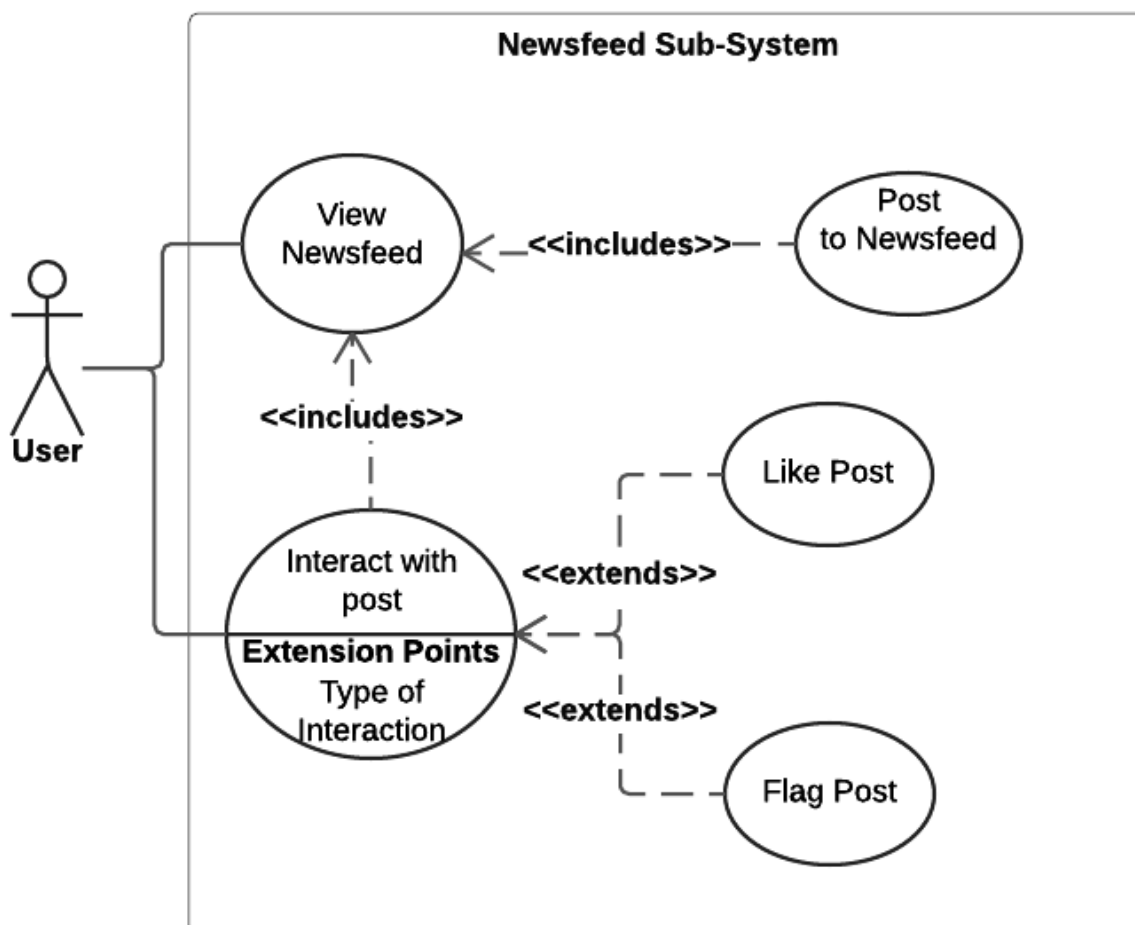 Newsfeed Sub-System
View
Newsfeed
<<includes>>
Post
to Newsfeed
User
<<includes>>
Like Post
Interact with
post
<<extends>>
Extension Points
Type of
Interaction
<<extends>>
Flag Post